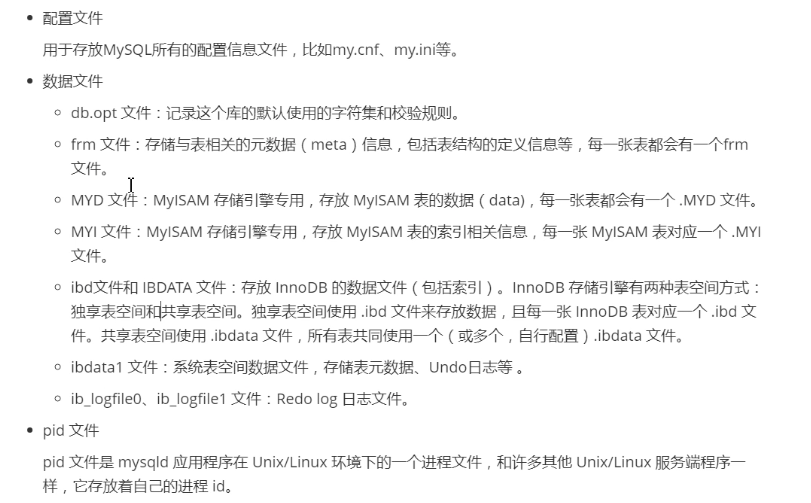 配置文件
用于存放MySQL所有的配置信息文件，比如my.cnf、my.ini等。
数据文件
db.opt 文件：记录这个库的默认使用的字符集和校验规则。
frm 文件：存储与表相关的元数据（meta）信息，包括表结构的定义信息等，每一张表都会有一个frm
文件。
MYD 文件：MyISAM 存储引擎专用，存放 MyISAM 表的数据（data)，每一张表都会有一个 .MYD 文件。
MYI 文件：MyISAM 存储引擎专用，存放 MyISAM 表的索引相关信息，每一张 MyISAM 表对应一个 .MYI
文件。
ibd文件和 IBDATA 文件：存放 InnoDB 的数据文件（包括索引）。InnoDB 存储引擎有两种表空间方式：
独享表空间和共享表空间。独享表空间使用 .ibd 文件来存放数据，且每一张 InnoDB 表对应一个 .ibd 文
件。共享表空间使用 .ibdata 文件，所有表共同使用一个（或多个，自行配置）.ibdata 文件。
ibdata1 文件：系统表空间数据文件，存储表元数据、Undo日志等 。
ib_logfile0、ib_logfile1 文件：Redo log 日志文件。
pid 文件
pid 文件是 mysqld 应用程序在 Unix/Linux 环境下的一个进程文件，和许多其他 Unix/Linux 服务端程序一
样，它存放着自己的进程 id。